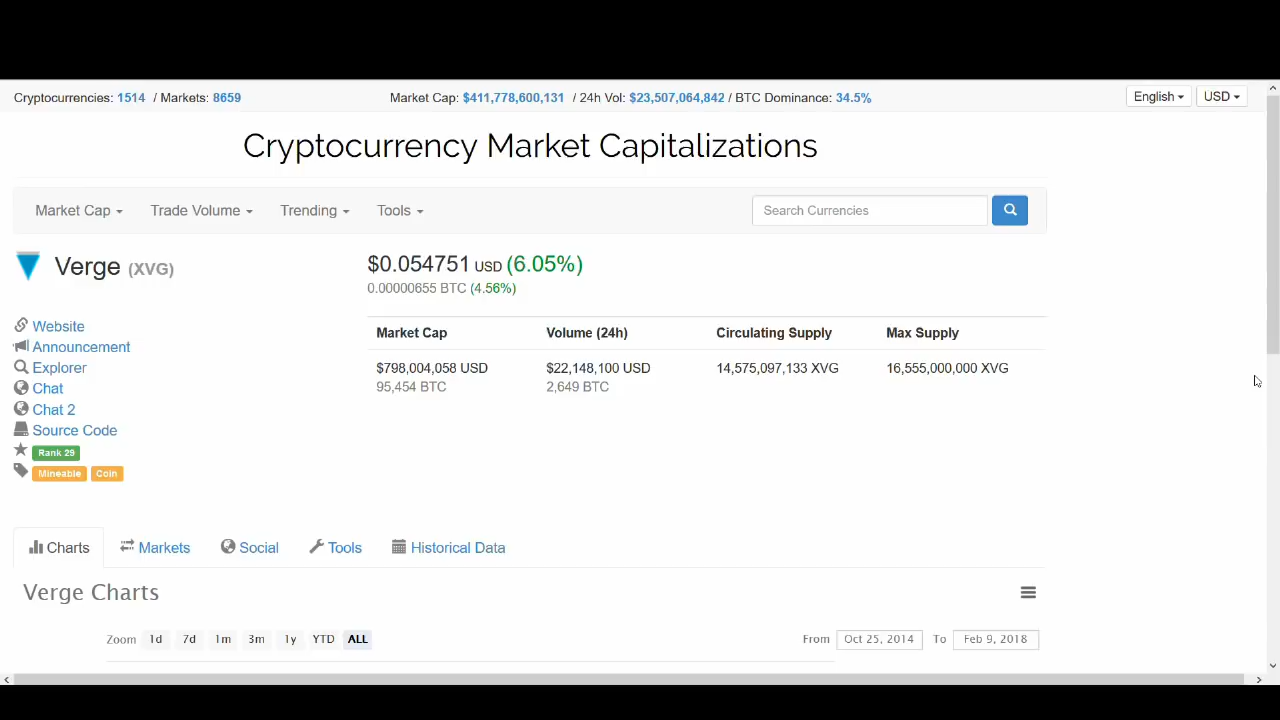 Cryptocurrencies: 1514 / Markets: 8659 Market Cap: $411,778,600,131 / 24h Vol: $23,507,064,842 / BTC Dominance: 34.5% English USD
Cryptocurrency Market Capitalizations
Market Cap Trade Volume Trending Tools Search Currencies
Verge (XVG) $0.054751 USD (6.05%)
0.00000655 BTC (4.56%)
Website
Announcement
Explorer
Chat
Chat 2
Source Code
Rank 29
Mineable Coin
Market Cap Volume (24h) Circulating Supply Max Supply
$798,004,058 USD $22,148,100 USD 14,575,097,133 XVG 16,555,000,000 XVG
95,454 BTC 2,649 BTC
Charts Markets Social Tools Historical Data
Verge Charts
Zoom 1d 7d 1m 3m 1y YTD ALL From Oct 25, 2014 To Feb 9, 2018